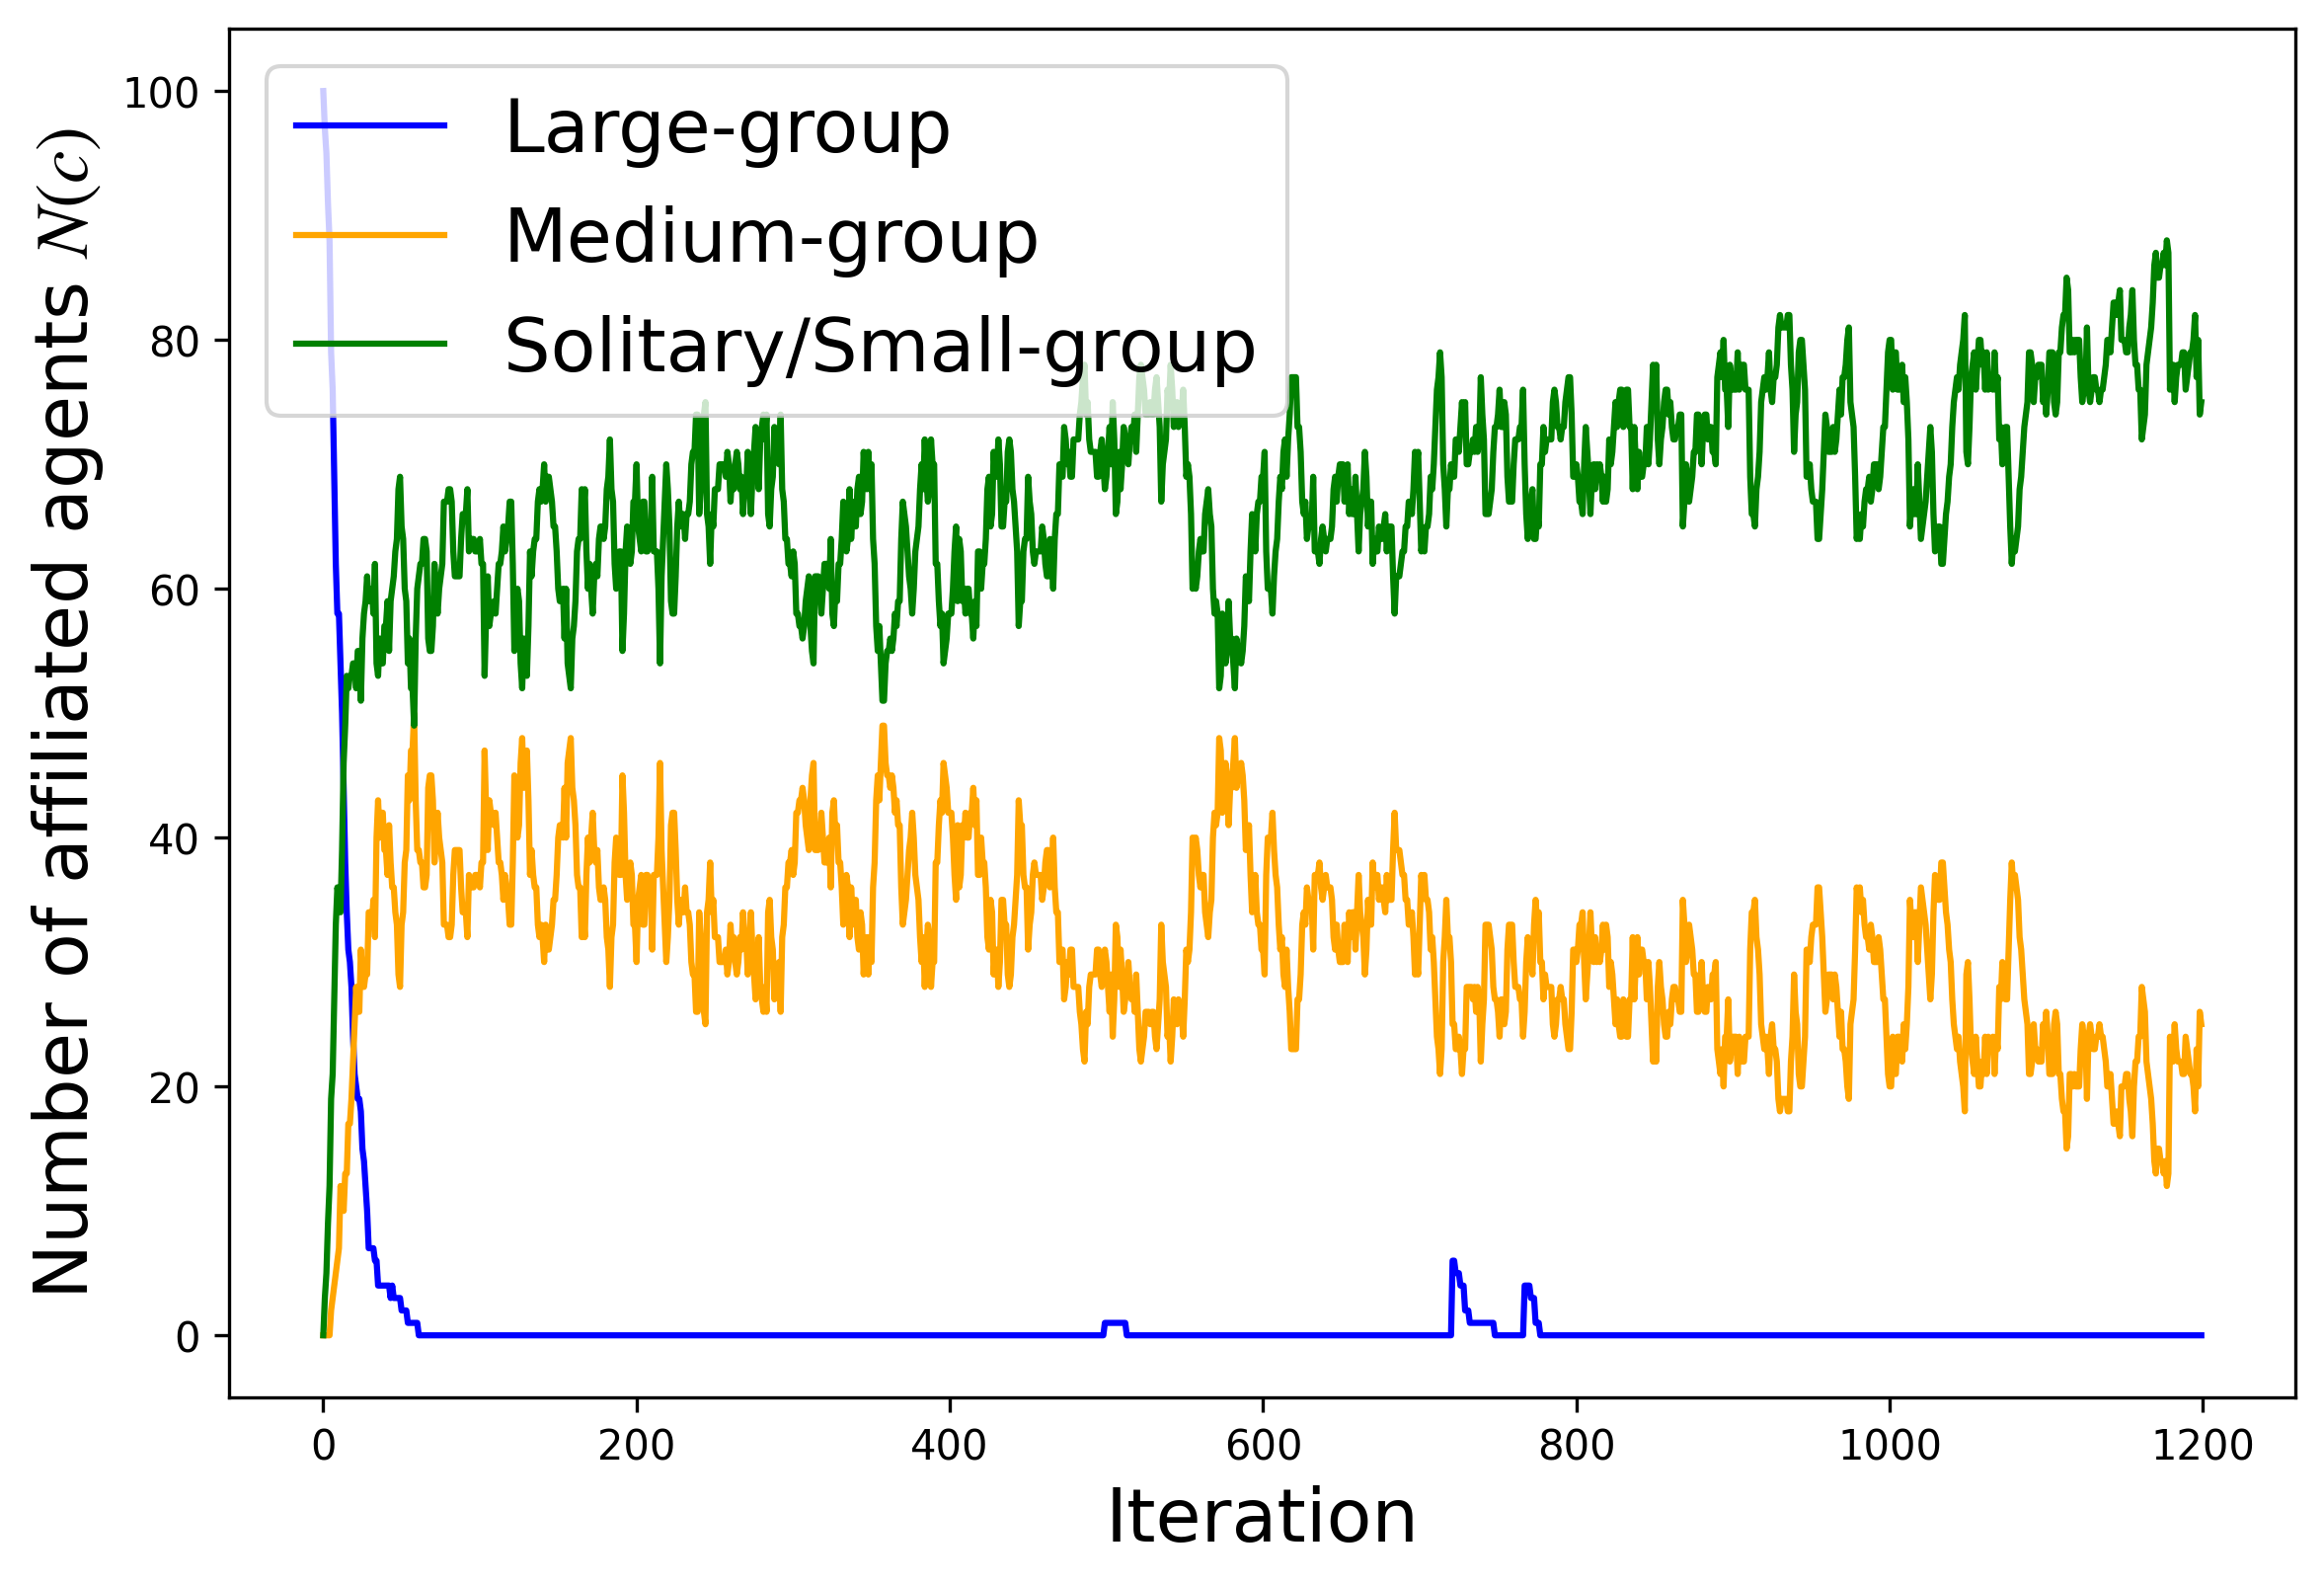 Number of affiliated agents N(c)
100
80
60
40
20
0
Large-group
Medium-group
Solitary/Small-group
0 200 400 600 800 1000 1200
Iteration